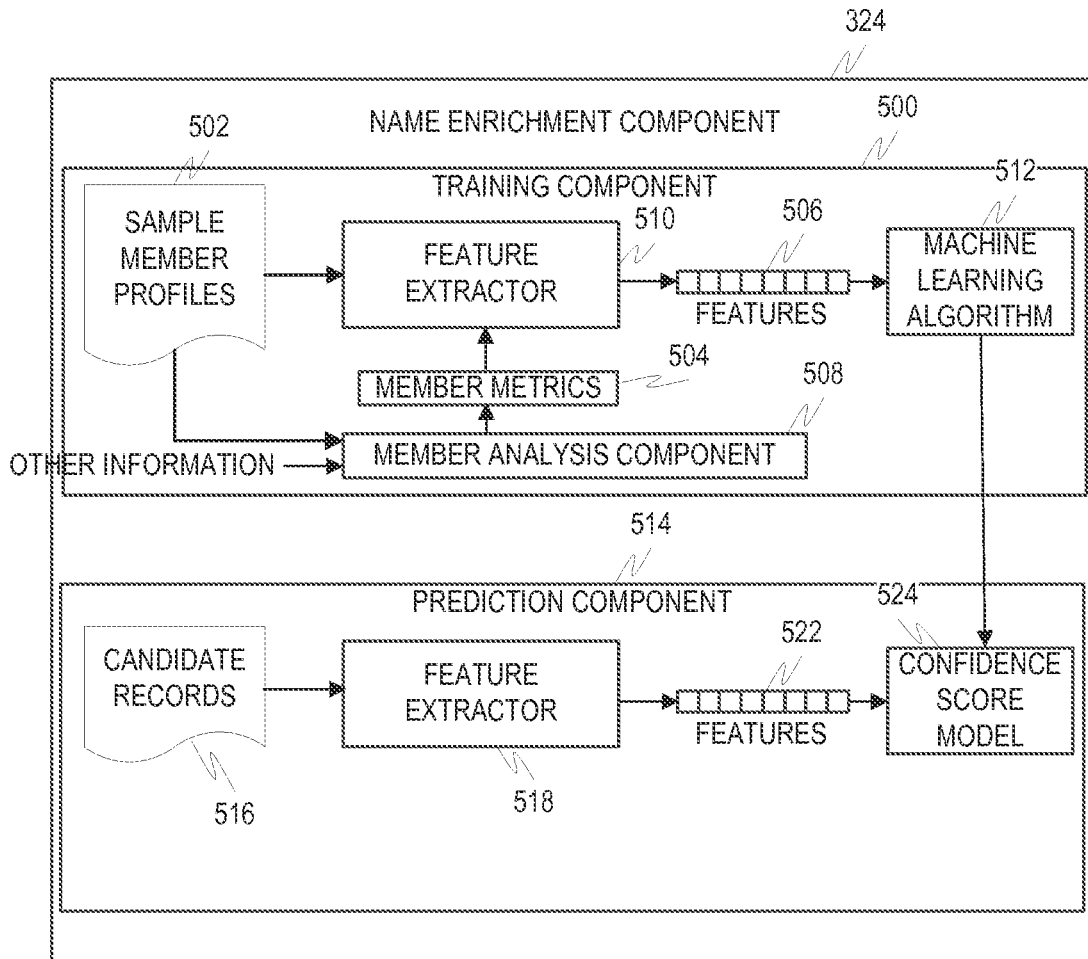 324
NAME ENRICHMENT COMPONENT
500
502
TRAINING COMPONENT
512
SAMPLE
MEMBER
PROFILES
FEATURE
EXTRACTOR
510
506
FEATURES
MACHINE
LEARNING
ALGORITHM
MEMBER METRICS
504
508
OTHER INFORMATION
MEMBER ANALYSIS COMPONENT
514
PREDICTION COMPONENT
524
CANDIDATE
RECORDS
FEATURE
EXTRACTOR
522
FEATURES
CONFIDENCE
SCORE
MODEL
516
518